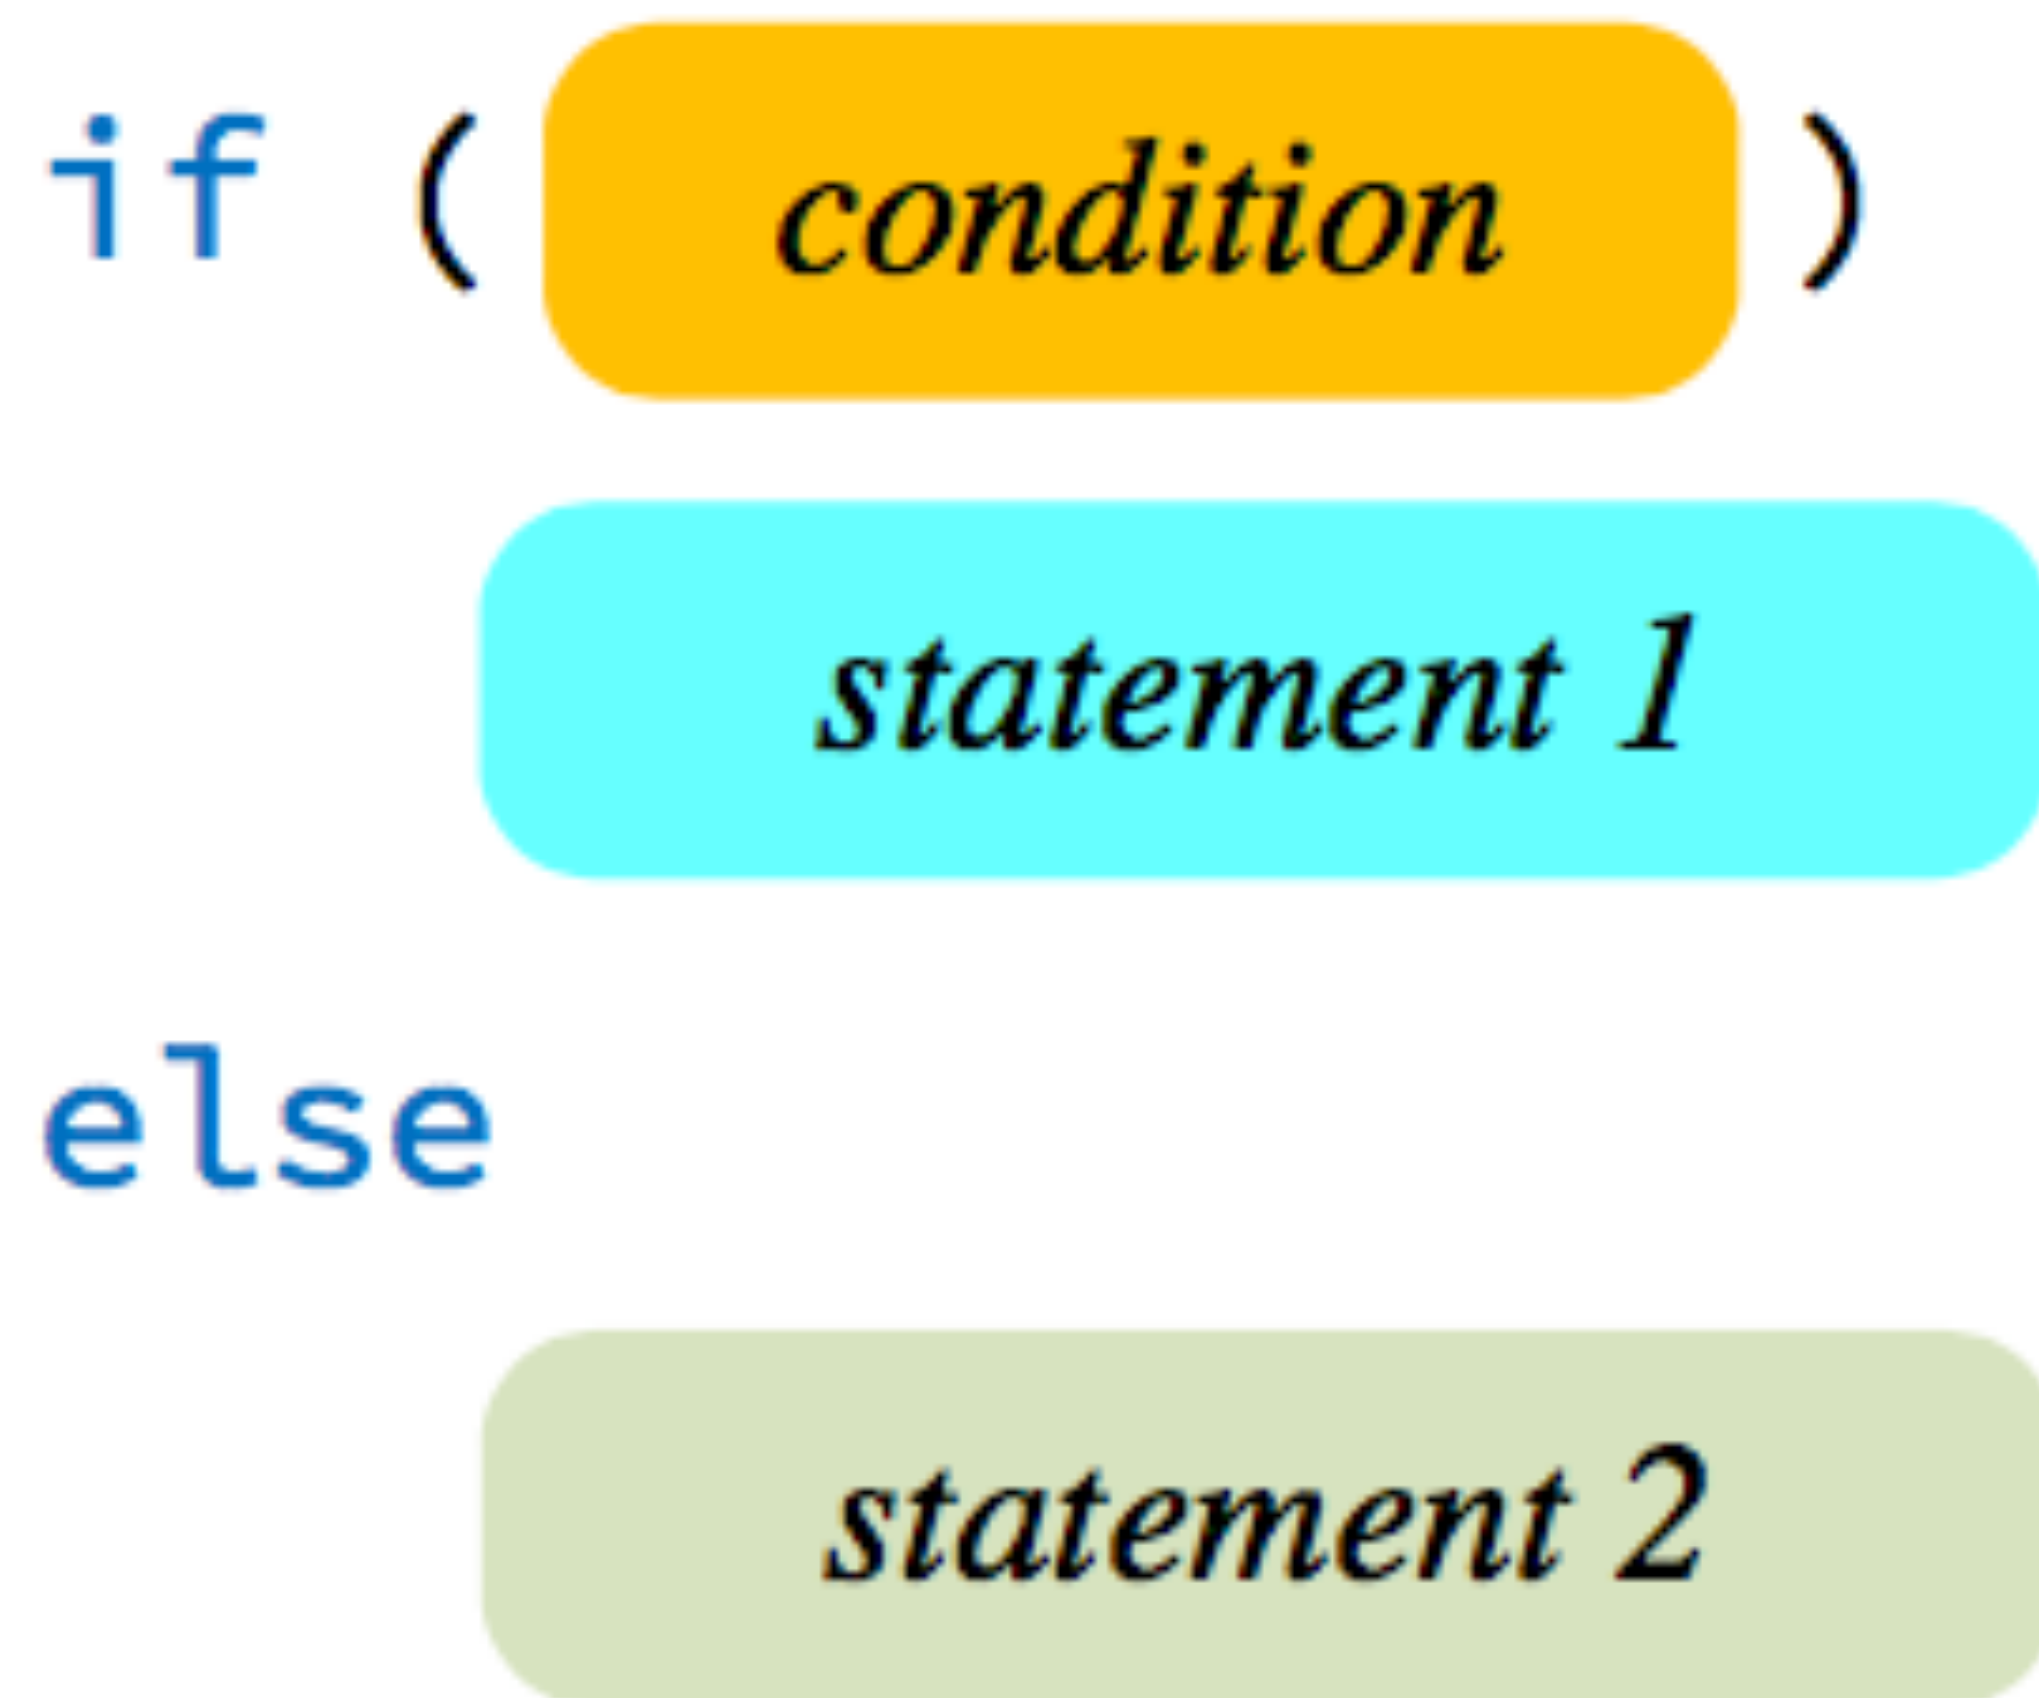 if ( condition )
statement 1
else
statement 2